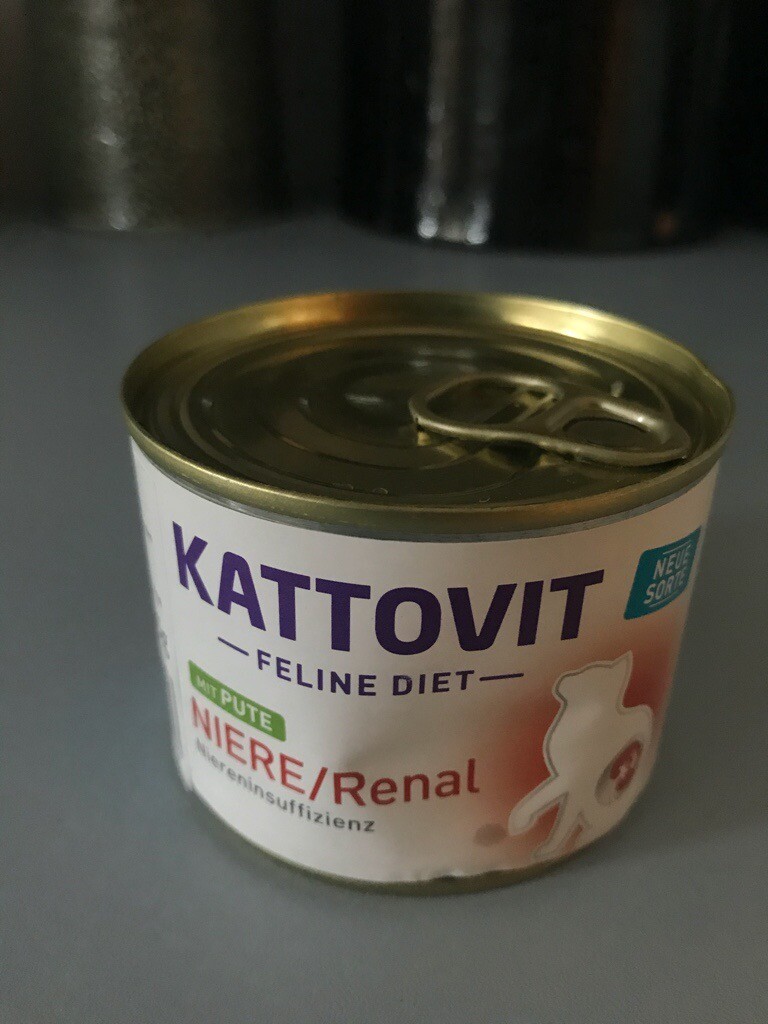 KATTOVIT
NEUE
SORTE
FELINE DIET
MIT PUTE
NIERE/Renal
Niereninsuffizienz